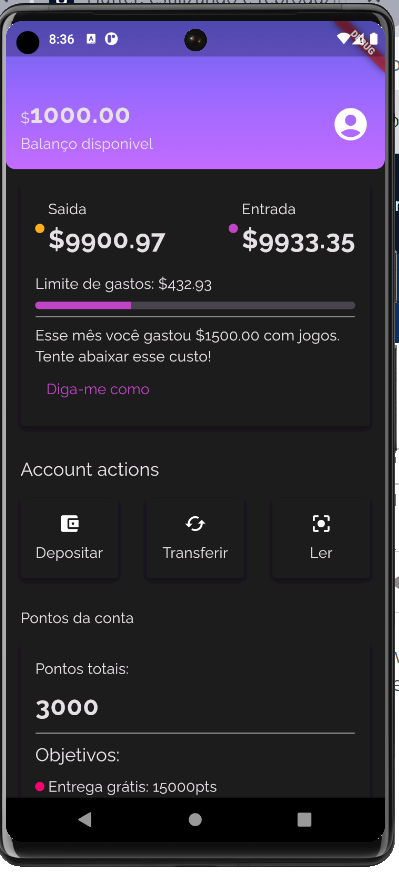 8:36
DEBUG
$1000.00
Balanço disponivel
Saida
Entrada
$9900.97
$9933.35
Limite de gastos: $432.93
Esse mês você gastou $1500.00 com jogos.
Tente abaixar esse custo!
Diga-me como
Account actions
Depositar
Transferir
Ler
Pontos da conta
Pontos totais:
3000
Objetivos:
Entrega grátis: 15000pts